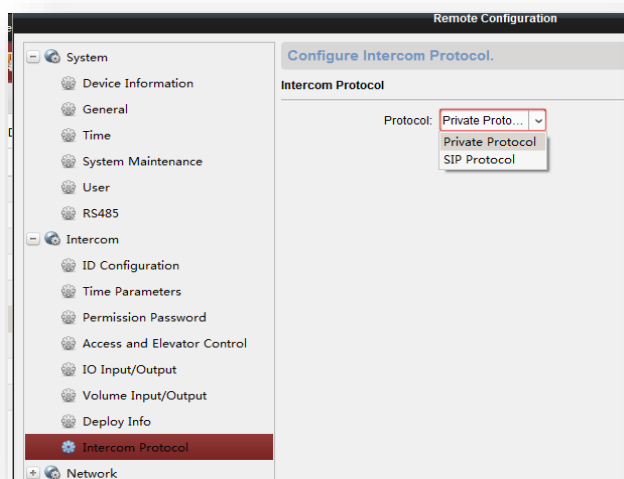 Remote Configuration
System
Device Information
General
Time
System Maintenance
User
RS485
Intercom
ID Configuration
Time Parameters
Permission Password
Access and Elevator Control
IO Input/Output
Volume Input/Output
Deploy Info
Intercom Protocol
Network
Configure Intercom Protocol.
Intercom Protocol
Protocol: Private Proto...
Private Protocol
SIP Protocol